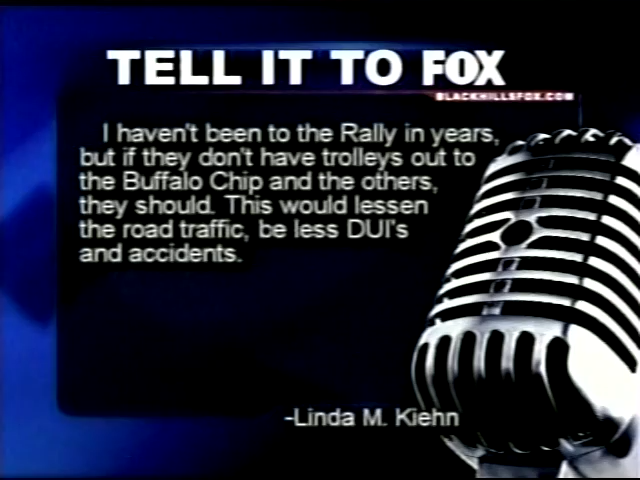 TELL IT TO FOX
BLACKHILLSFOX.COM
I haven't been to the Rally in years,
but if they don't have trolleys out to
the Buffalo Chip and the others,
they should. This would lessen
the road traffic, be less DUI's
and accidents.
-Linda M. Kiehn